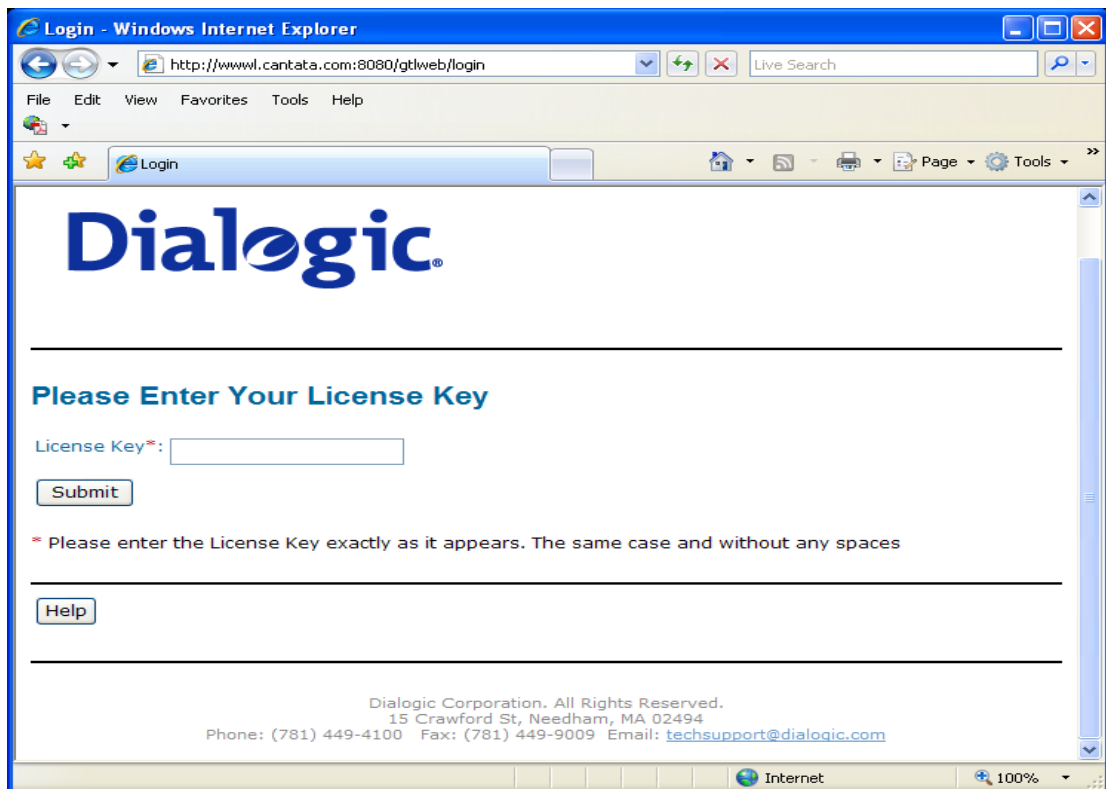 Login - Windows Internet Explorer
http://wwwl.cantata.com:8080/gtlweb/login
Live Search
File Edit View Favorites Tools Help
Login
Page Tools »
Dialogic®
Please Enter Your License Key
License Key*:
Submit
* Please enter the License Key exactly as it appears. The same case and without any spaces
Help
Dialogic Corporation. All Rights Reserved.
15 Crawford St, Needham, MA 02494
Phone: (781) 449-4100 Fax: (781) 449-9009 Email: techsupport@dialogic.com
Internet 100%